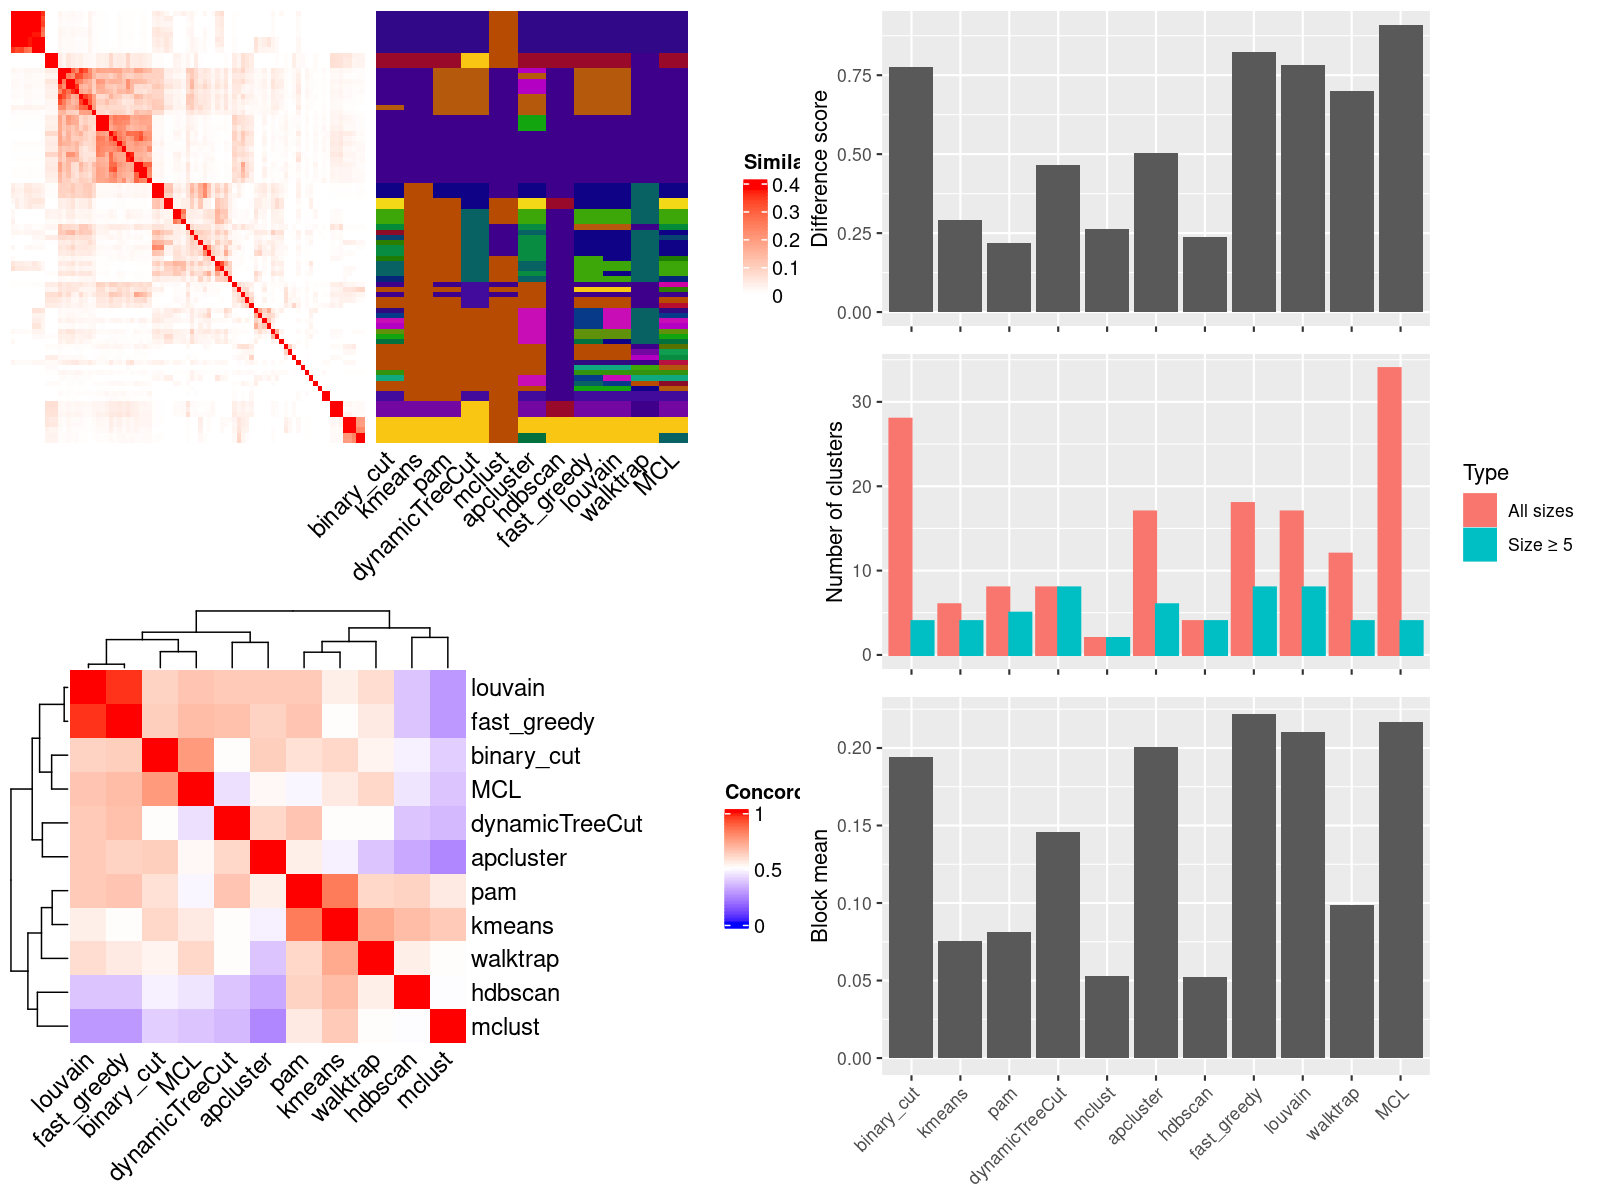 Simila
0.4
0.3
0.2
0.1
0
binary_cut
kmeans
pam
dynamicTreeCut
mclust
apcluster
hdbscan
fast_greedy
louvain
walktrap
MCL
louvain
fast_greedy
binary_cut
MCL
dynamicTreeCut
apcluster
pam
kmeans
walktrap
hdbscan
mclust
louvain
fast_greedy
binary_cut
MCL
dynamicTreeCut
apcluster
pam
kmeans
walktrap
hdbscan
mclust
Concord
1
0.5
0
Difference score
0.75
0.50
0.25
0.00
Number of clusters
30
20
10
0
Type
All sizes
Size ≥ 5
Block mean
0.20
0.15
0.10
0.05
0.00
binary_cut
kmeans
pam
dynamicTreeCut
mclust
apcluster
hdbscan
fast_greedy
louvain
walktrap
MCL